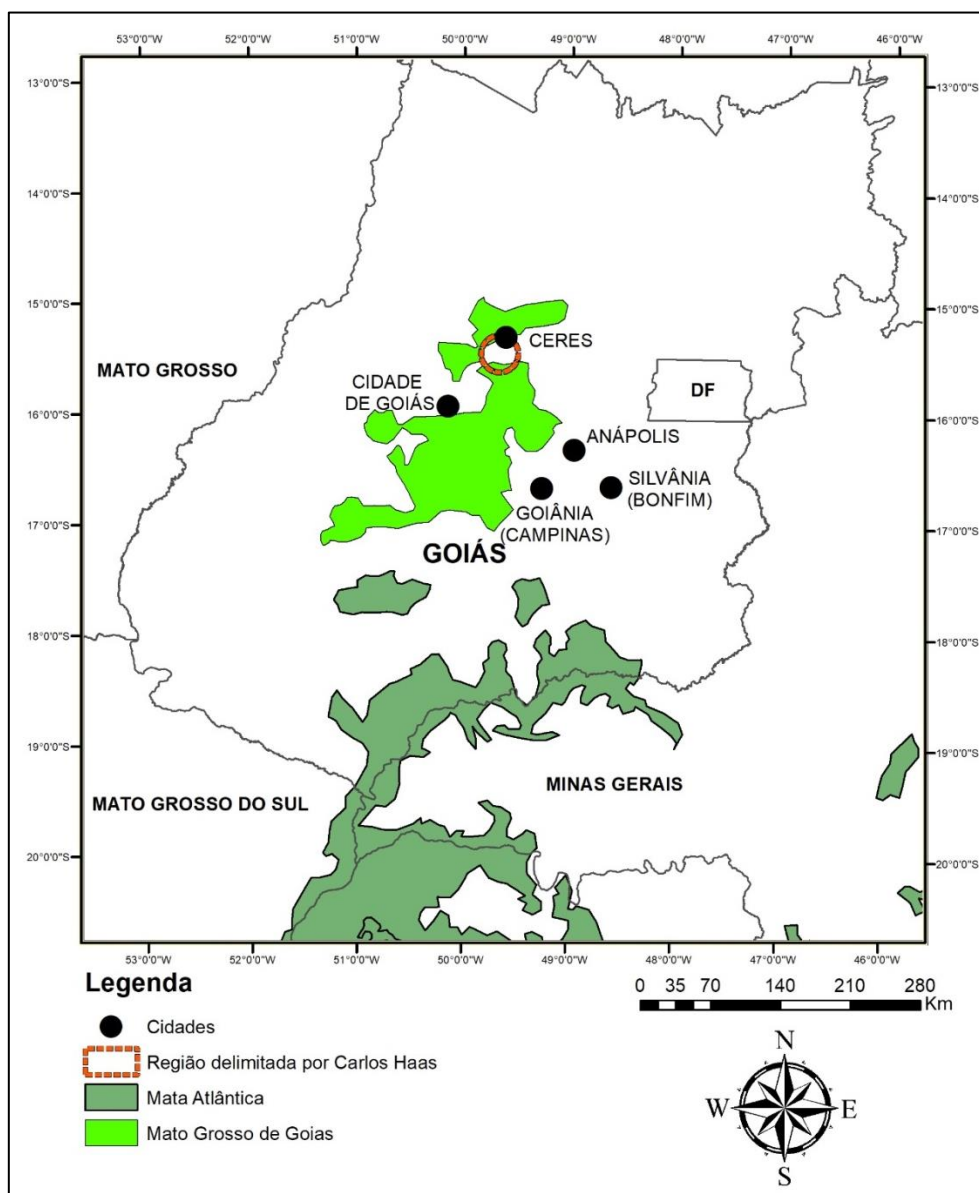 53°0'0"W 52°0'0"W 51°0'0"W 50°0'0"W 49°0'0"W 48°0'0"W 47°0'0"W 46°0'0"W
13°0'0"S 13°0'0"S
14°0'0"S 14°0'0"S
15°0'0"S 15°0'0"S
CERES
MATO GROSSO
CIDADE
DE GOIÁS
DF
16°0'0"S 16°0'0"S
ANÁPOLIS
SILVÂNIA
(BONFIM)
GOIÂNIA
(CAMPINAS)
17°0'0"S 17°0'0"S
GOIÁS
18°0'0"S 18°0'0"S
19°0'0"S 19°0'0"S
MINAS GERAIS
MATO GROSSO DO SUL
20°0'0"S 20°0'0"S
53°0'0"W 52°0'0"W 51°0'0"W 50°0'0"W 49°0'0"W 48°0'0"W 47°0'0"W 46°0'0"W
Legenda
Cidades
Região delimitada por Carlos Haas
Mata Atlântica
Mato Grosso de Goias
0 35 70 140 210 280
Km
N
W E
S